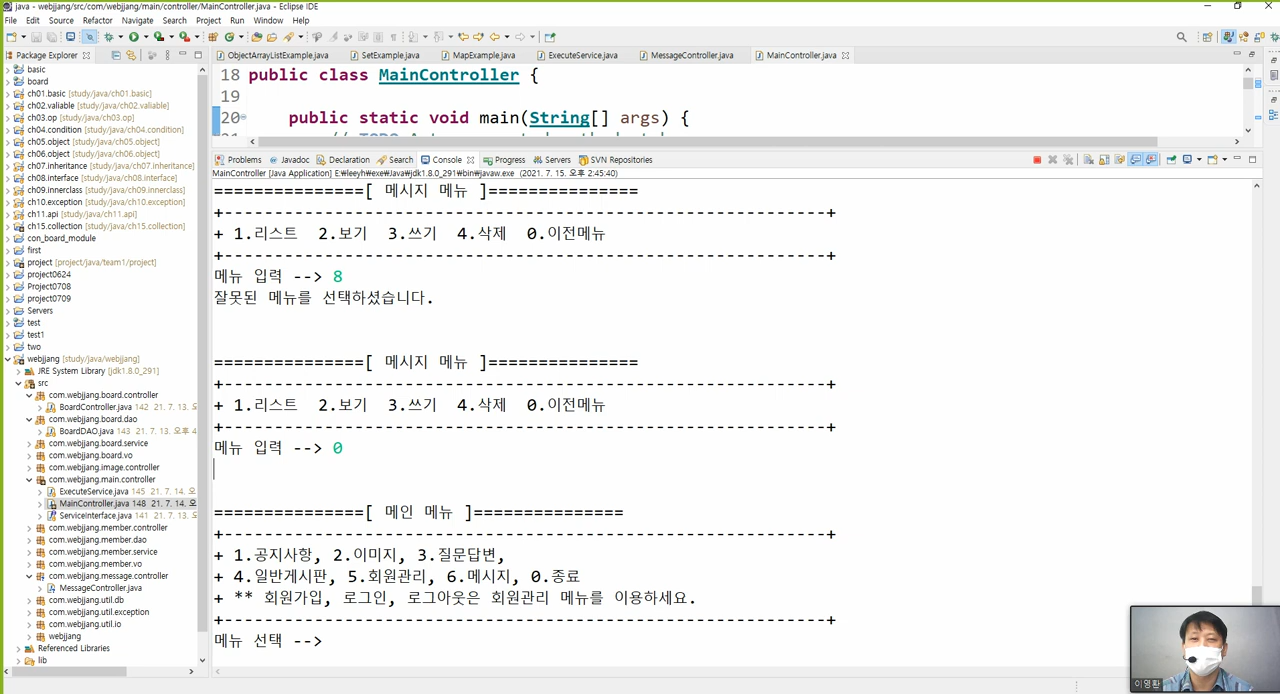 java - webjjang/src/com/webjjang/main/controller/MainController.java - Eclipse IDE
File Edit Source Refactor Navigate Search Project Run Window Help
Package Explorer
basic
board
ch01.basic [study/java/ch01.basic]
ch02.valiable [study/java/ch02.valiable]
ch03.op [study/java/ch03.op]
ch04.condition [study/java/ch04.condition]
ch05.object [study/java/ch05.object]
ch06.object [study/java/ch06.object]
ch07.inheritance [study/java/ch07.inheritance]
ch08.interface [study/java/ch08.interface]
ch09.innerclass [study/java/ch09.innerclass]
ch10.exception [study/java/ch10.exception]
ch11.api [study/java/ch11.api]
ch15.collection [study/java/ch15.collection]
con_board_module
first
project [project/java/team1/project]
project0624
Project0708
project0709
Servers
test
test1
two
webjjang [study/java/webjjang]
JRE System Library [jdk1.8.0_291]
src
com.webjjang.board.controller
BoardController.java 142 21. 7. 13. 오
com.webjjang.board.dao
BoardDAO.java 143 21. 7. 13. 오후 4
com.webjjang.board.service
com.webjjang.board.vo
com.webjjang.image.controller
com.webjjang.main.controller
ExecuteService.java 145 21. 7. 14. 오
MainController.java 148 21. 7. 14. 오
ServiceInterface.java 141 21. 7. 13. 오
com.webjjang.member.controller
com.webjjang.member.dao
com.webjjang.member.service
com.webjjang.member.vo
com.webjjang.message.controller
MessageController.java
com.webjjang.util.db
com.webjjang.util.exception
com.webjjang.util.io
webjjang
Referenced Libraries
lib
ObjectArrayListExample.java SetExample.java MapExample.java ExecuteService.java MessageController.java MainController.java
18 public class MainController {
19
20 public static void main(String[] args) {
Problems Javadoc Declaration Search Console Progress Servers SVN Repositories
MainController [Java Application] E:\leeyh\exe\Java\jdk1.8.0_291\bin\javaw.exe (2021. 7. 15. 오후 2:45:40)
===============[ 메시지 메뉴 ]===============
+-------------------------------------------------------------+
+ 1.리스트 2.보기 3.쓰기 4.삭제 0.이전메뉴
+-------------------------------------------------------------+
메뉴 입력 --> 8
잘못된 메뉴를 선택하셨습니다.
===============[ 메시지 메뉴 ]===============
+-------------------------------------------------------------+
+ 1.리스트 2.보기 3.쓰기 4.삭제 0.이전메뉴
+-------------------------------------------------------------+
메뉴 입력 --> 0
===============[ 메인 메뉴 ]===============
+-------------------------------------------------------------+
+ 1.공지사항, 2.이미지, 3.질문답변,
+ 4.일반게시판, 5.회원관리, 6.메시지, 0.종료
+ ** 회원가입, 로그인, 로그아웃은 회원관리 메뉴를 이용하세요.
+-------------------------------------------------------------+
메뉴 선택 -->
이영환